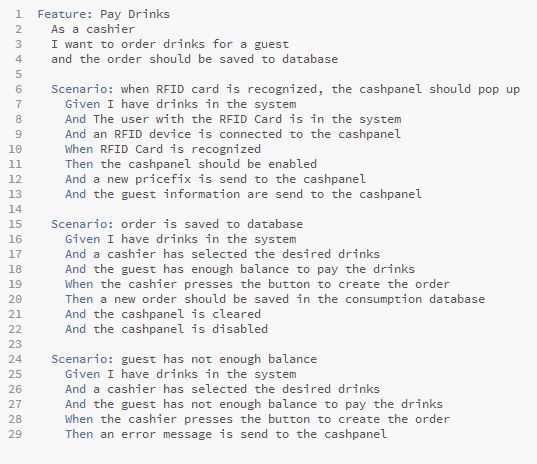 1 Feature: Pay Drinks
2 As a cashier
3 I want to order drinks for a guest
4 and the order should be saved to database
5
6 Scenario: when RFID card is recognized, the cashpanel should pop up
7 Given I have drinks in the system
8 And The user with the RFID Card is in the system
9 And an RFID device is connected to the cashpanel
10 When RFID Card is recognized
11 Then the cashpanel should be enabled
12 And a new pricefix is send to the cashpanel
13 And the guest information are send to the cashpanel
14
15 Scenario: order is saved to database
16 Given I have drinks in the system
17 And a cashier has selected the desired drinks
18 And the guest has enough balance to pay the drinks
19 When the cashier presses the button to create the order
20 Then a new order should be saved in the consumption database
21 And the cashpanel is cleared
22 And the cashpanel is disabled
23
24 Scenario: guest has not enough balance
25 Given I have drinks in the system
26 And a cashier has selected the desired drinks
27 And the guest has not enough balance to pay the drinks
28 When the cashier presses the button to create the order
29 Then an error message is send to the cashpanel